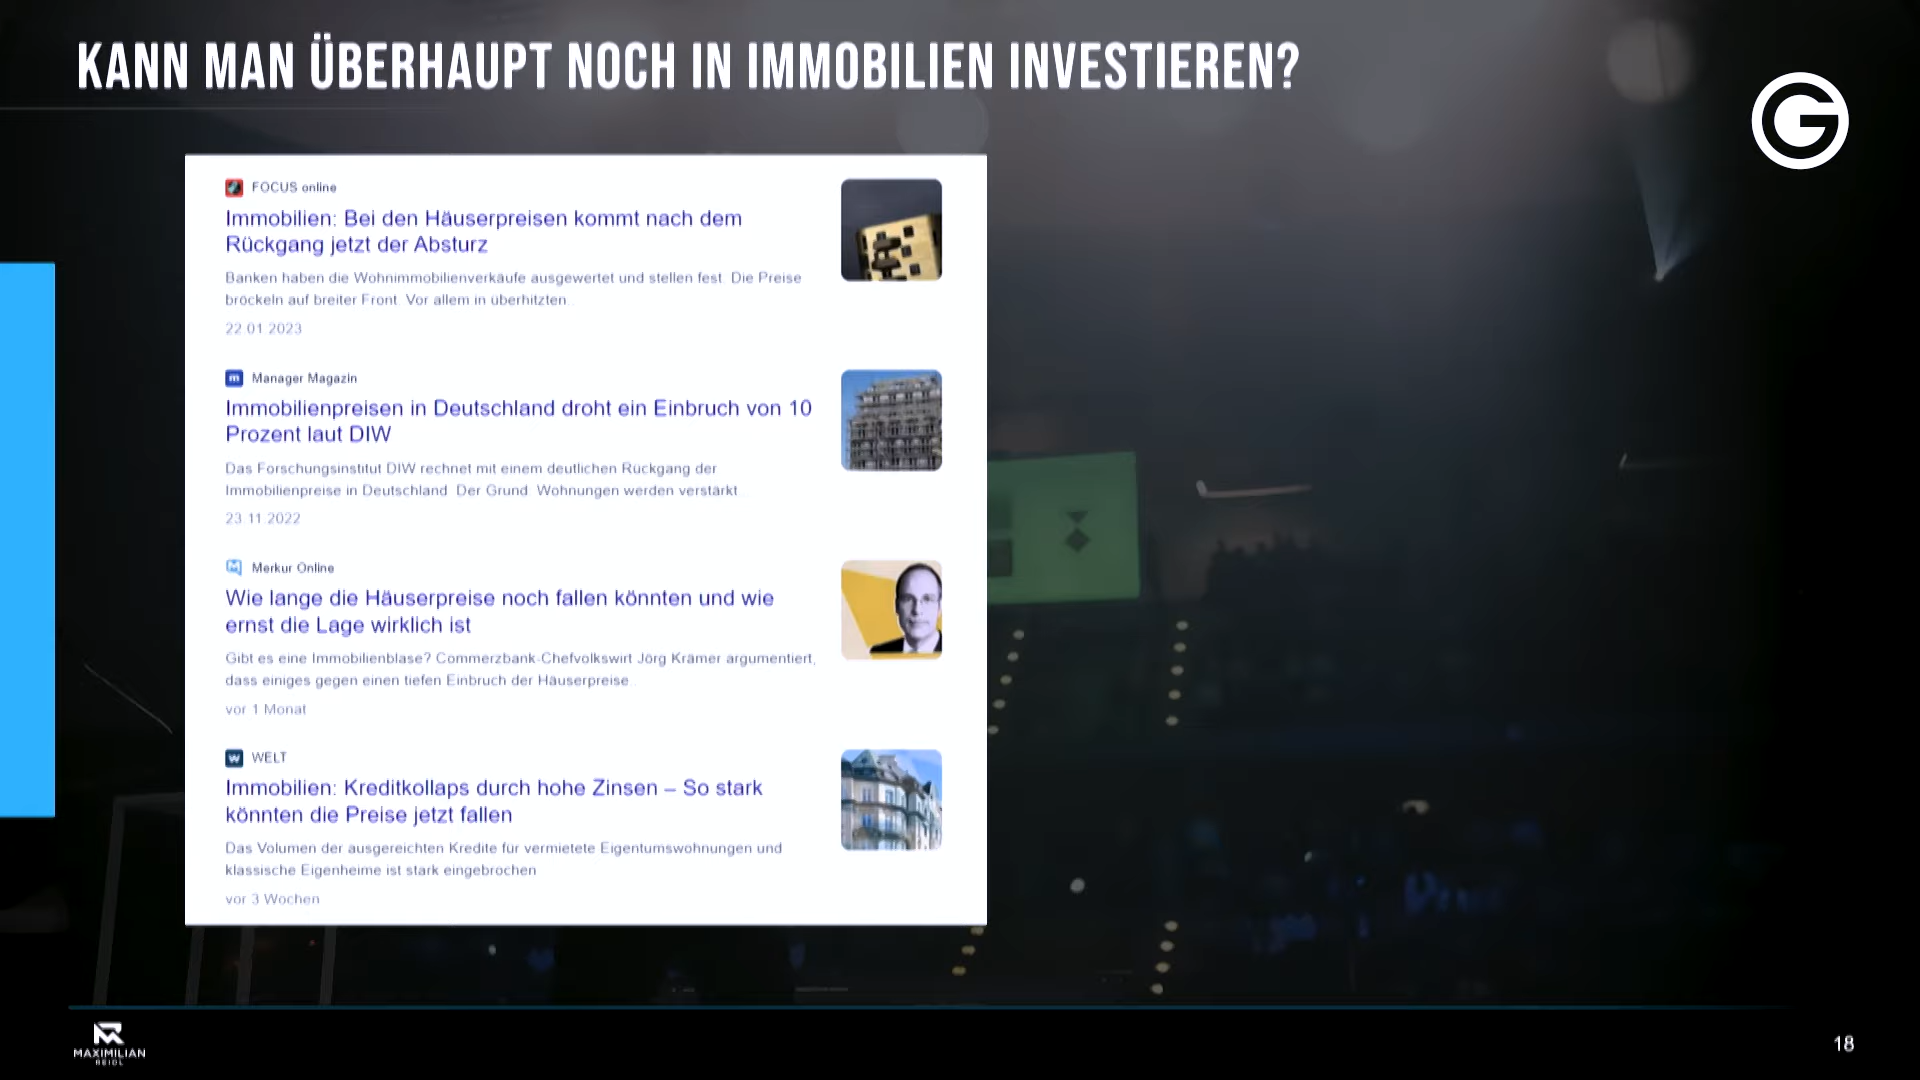 KANN MAN ÜBERHAUPT NOCH IN IMMOBILIEN INVESTIEREN?
G
FOCUS online
Immobilien: Bei den Häuserpreisen kommt nach dem
Rückgang jetzt der Absturz
Banken haben die Wohnimmobilienverkäufe ausgewertet und stellen fest: Die Preise
bröckeln auf breiter Front. Vor allem in überhitzten...
22.01.2023
m Manager Magazin
Immobilienpreisen in Deutschland droht ein Einbruch von 10
Prozent laut DIW
Das Forschungsinstitut DIW rechnet mit einem deutlichen Rückgang der
Immobilienpreise in Deutschland. Der Grund: Wohnungen werden verstärkt...
23.11.2022
M Merkur Online
Wie lange die Häuserpreise noch fallen könnten und wie
ernst die Lage wirklich ist
Gibt es eine Immobilienblase? Commerzbank-Chefvolkswirt Jörg Krämer argumentiert,
dass einiges gegen einen tiefen Einbruch der Häuserpreise...
vor 1 Monat
W WELT
Immobilien: Kreditkollaps durch hohe Zinsen – So stark
könnten die Preise jetzt fallen
Das Volumen der ausgereichten Kredite für vermietete Eigentumswohnungen und
klassische Eigenheime ist stark eingebrochen.
vor 3 Wochen
MAXIMILIAN
REIDL
18